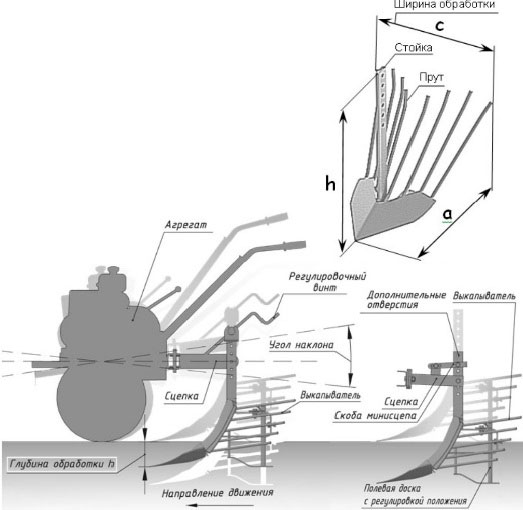 Ширина обработки
c
Стойка
Прут
h
a
Агрегат
Регулировочный
винт
Дополнительные
отверстия
Выкапыватель
Угол наклона
Сцепка
Выкапыватель
Сцепка
Скоба минисцепа
Глубина обработки h
Направление движения
Полевая доска
с регулировкой положения